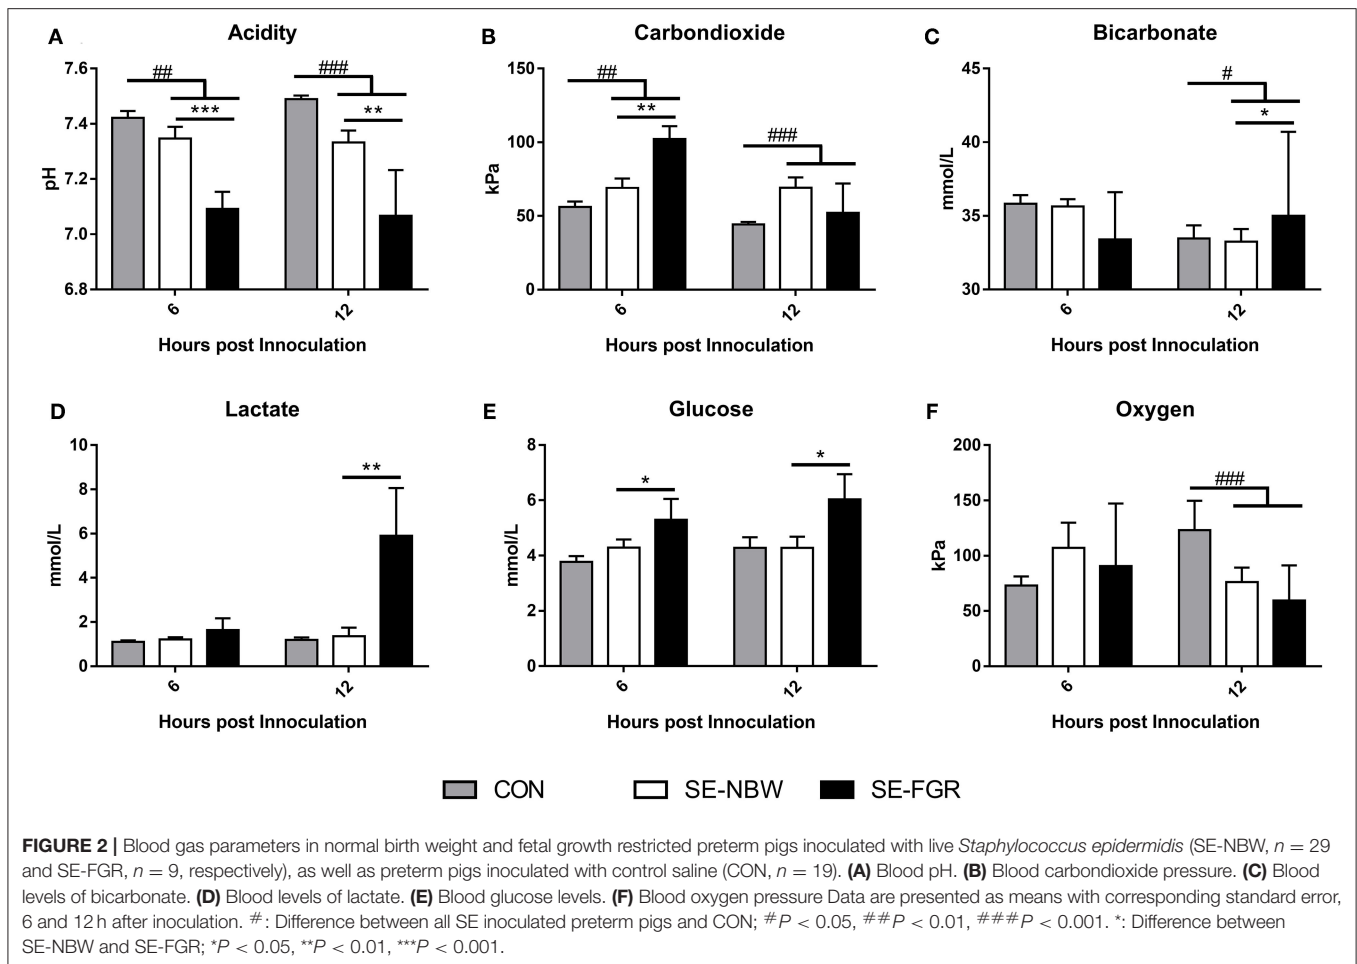 A Acidity
##
###
***
**
7.6
7.4
7.2
7.0
6.8
pH
6
12
Hours post Innoculation
B Carbondioxide
##
**
###
150
100
50
0
kPa
6
12
Hours post Innoculation
C Bicarbonate
#
*
45
40
35
30
mmol/L
6
12
Hours post Innoculation
D Lactate
**
10
8
6
4
2
0
mmol/L
6
12
Hours post Innoculation
E Glucose
*
*
8
6
4
2
0
mmol/L
6
12
Hours post Innoculation
F Oxygen
###
200
150
100
50
0
kPa
6
12
Hours post Innoculation
CON SE-NBW SE-FGR
FIGURE 2 | Blood gas parameters in normal birth weight and fetal growth restricted preterm pigs inoculated with live Staphylococcus epidermidis (SE-NBW, n = 29
and SE-FGR, n = 9, respectively), as well as preterm pigs inoculated with control saline (CON, n = 19). (A) Blood pH. (B) Blood carbondioxide pressure. (C) Blood
levels of bicarbonate. (D) Blood levels of lactate. (E) Blood glucose levels. (F) Blood oxygen pressure Data are presented as means with corresponding standard error,
6 and 12 h after inoculation. #: Difference between all SE inoculated preterm pigs and CON; #P < 0.05, ##P < 0.01, ###P < 0.001. *: Difference between
SE-NBW and SE-FGR; *P < 0.05, **P < 0.01, ***P < 0.001.